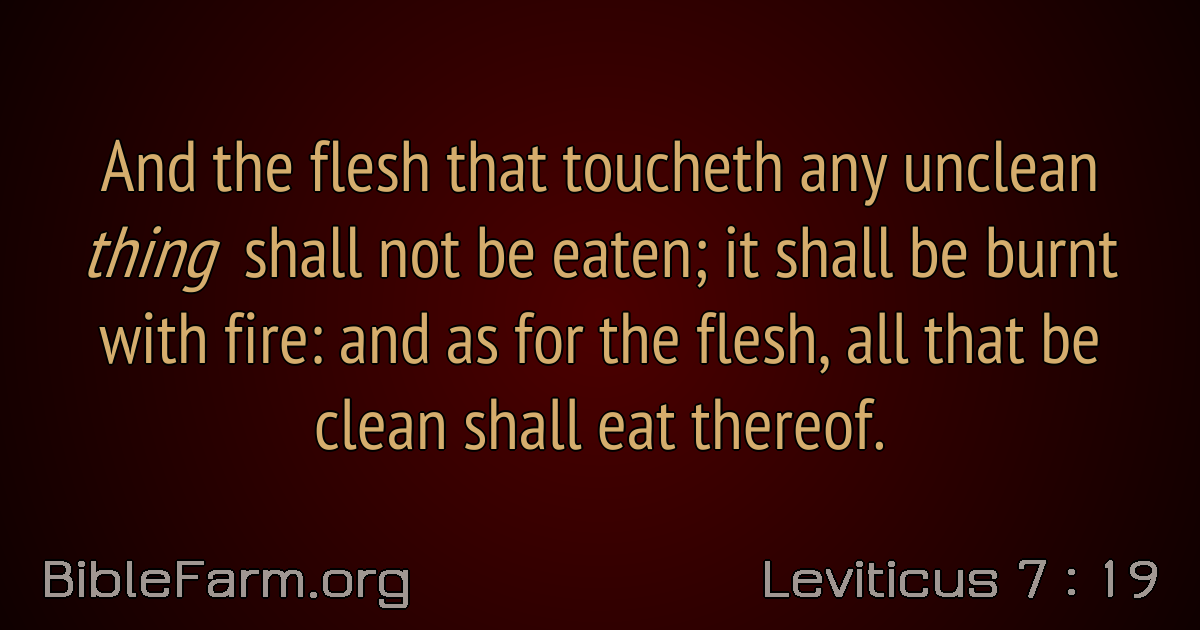 And the flesh that toucheth any unclean
thing shall not be eaten; it shall be burnt
with fire: and as for the flesh, all that be
clean shall eat thereof.
BibleFarm.org
Leviticus 7 : 19